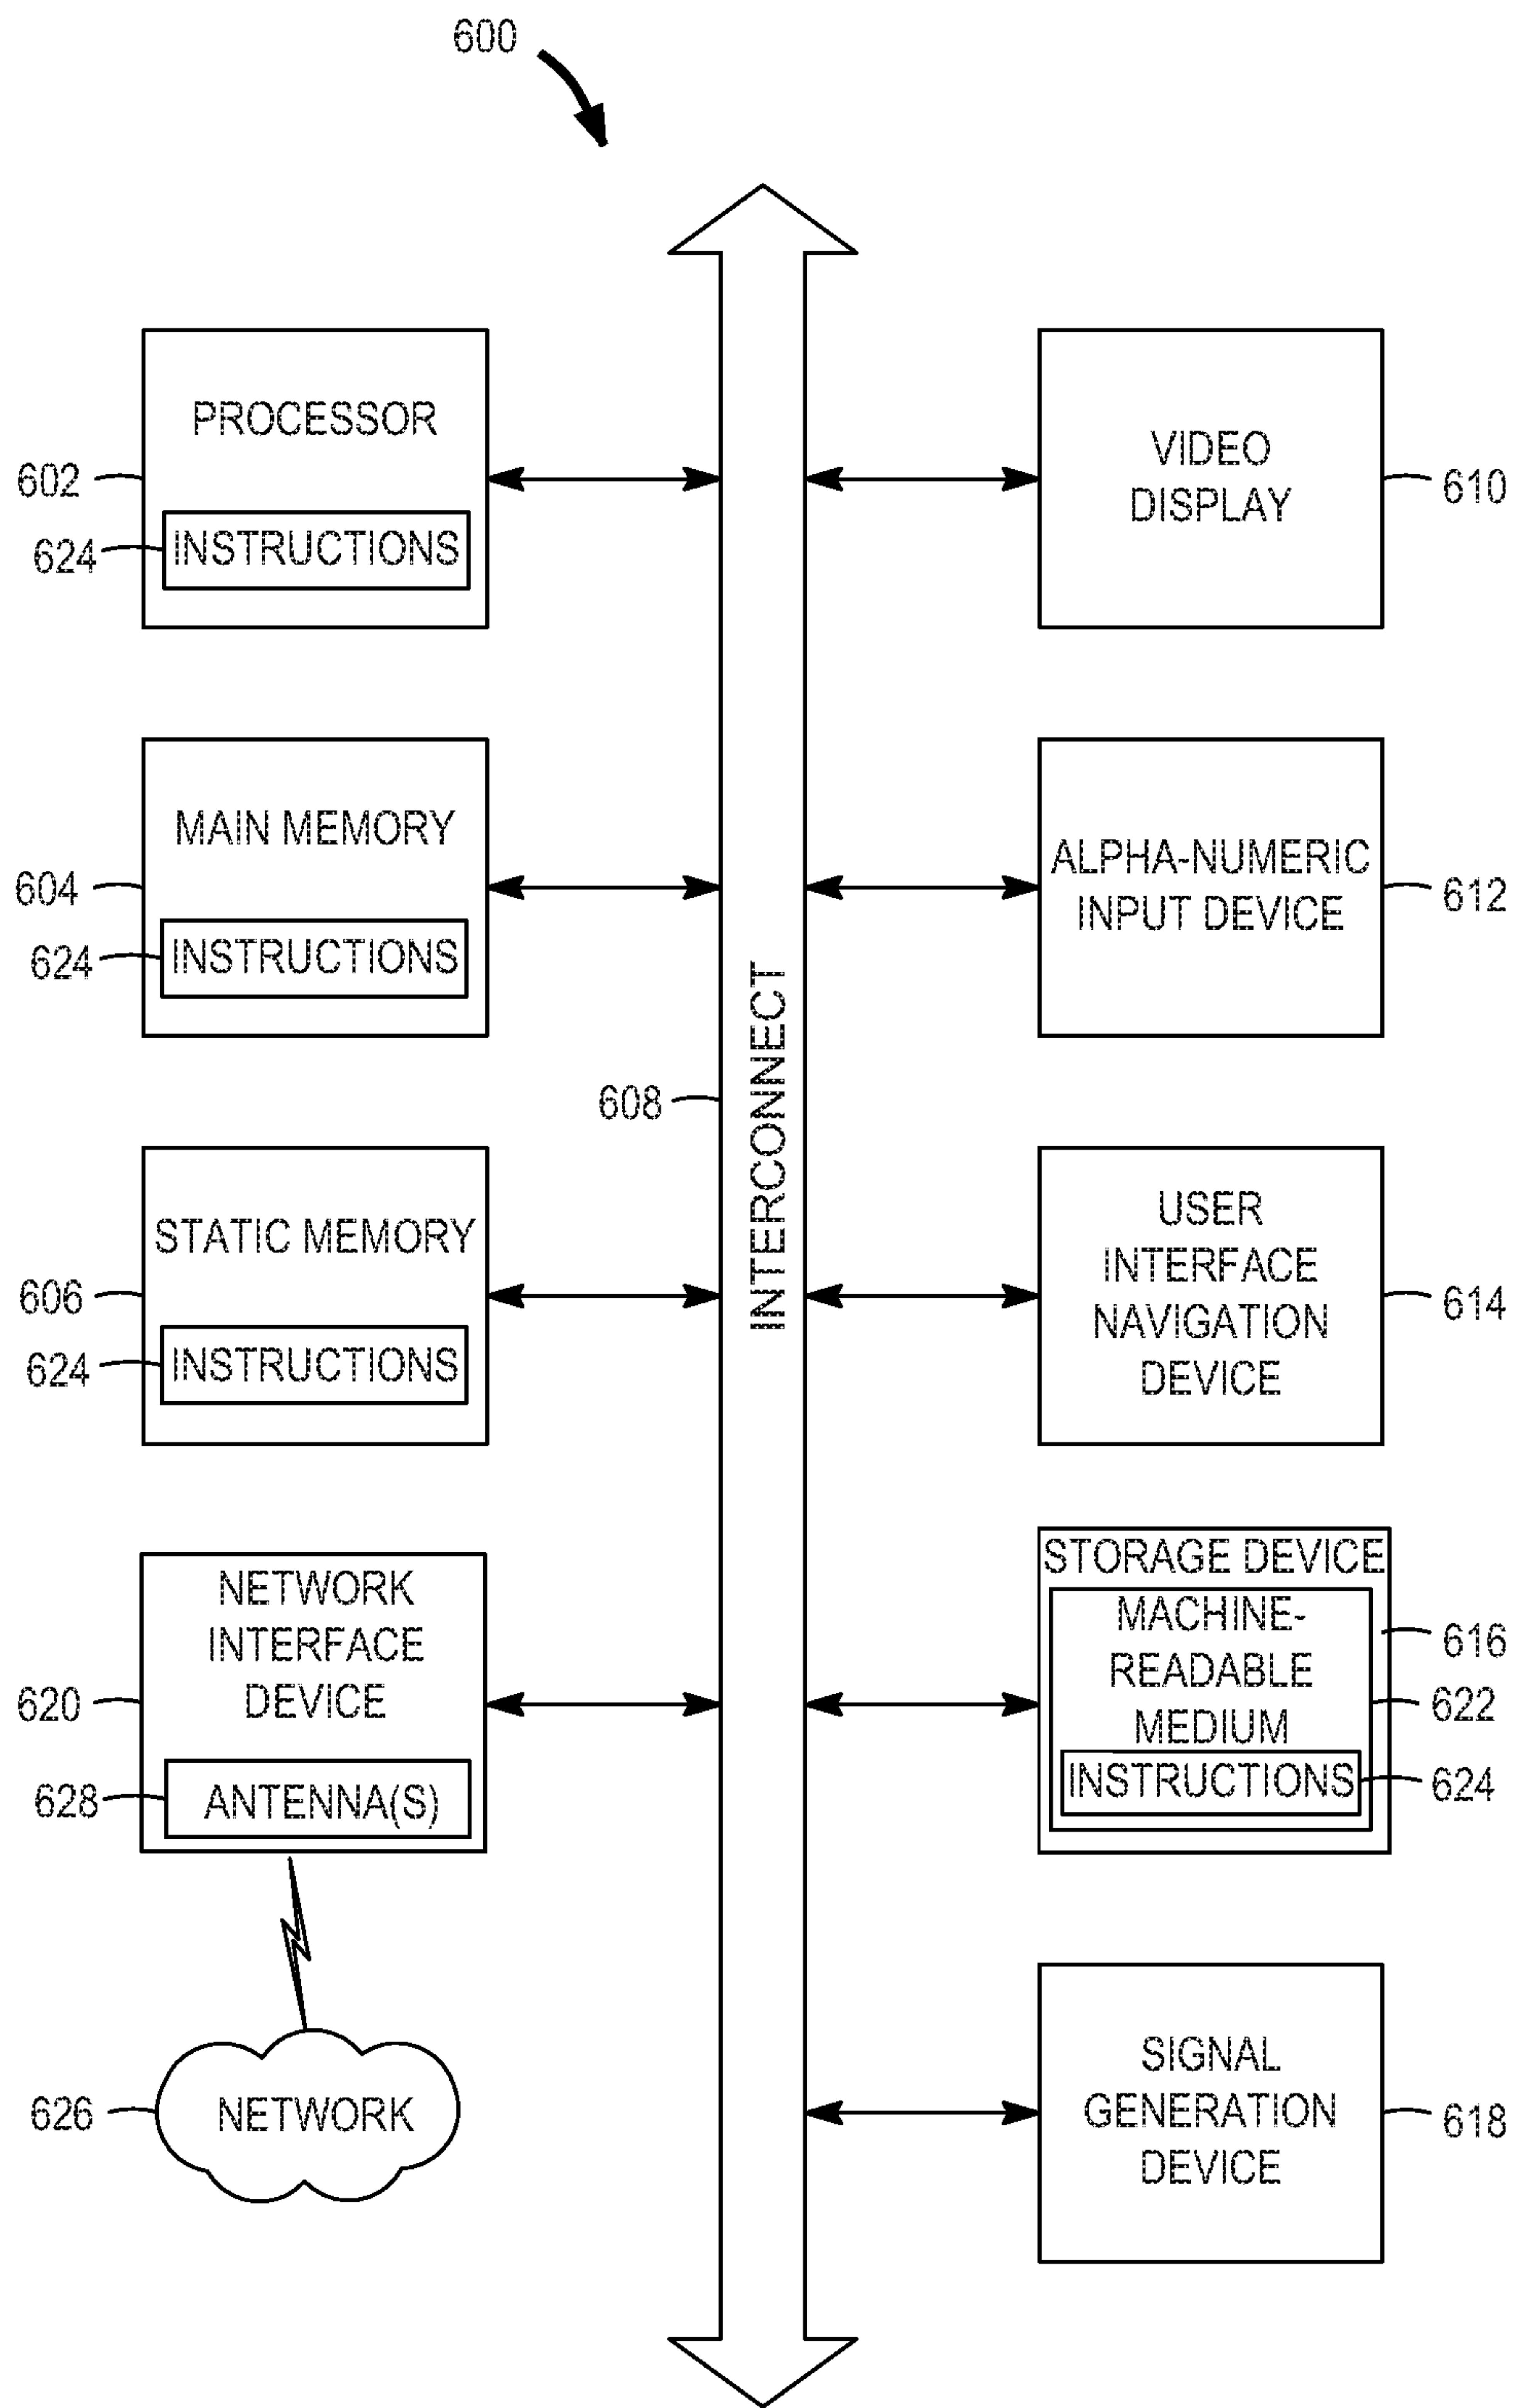 600
PROCESSOR
602
INSTRUCTIONS
624
VIDEO
DISPLAY
610
MAIN MEMORY
604
INSTRUCTIONS
624
ALPHA-NUMERIC
INPUT DEVICE
612
INTERCONNECT
608
STATIC MEMORY
606
INSTRUCTIONS
624
USER
INTERFACE
NAVIGATION
DEVICE
614
NETWORK
INTERFACE
DEVICE
620
ANTENNA(S)
628
STORAGE DEVICE
MACHINE-
READABLE
MEDIUM
616
622
INSTRUCTIONS
624
NETWORK
626
SIGNAL
GENERATION
DEVICE
618